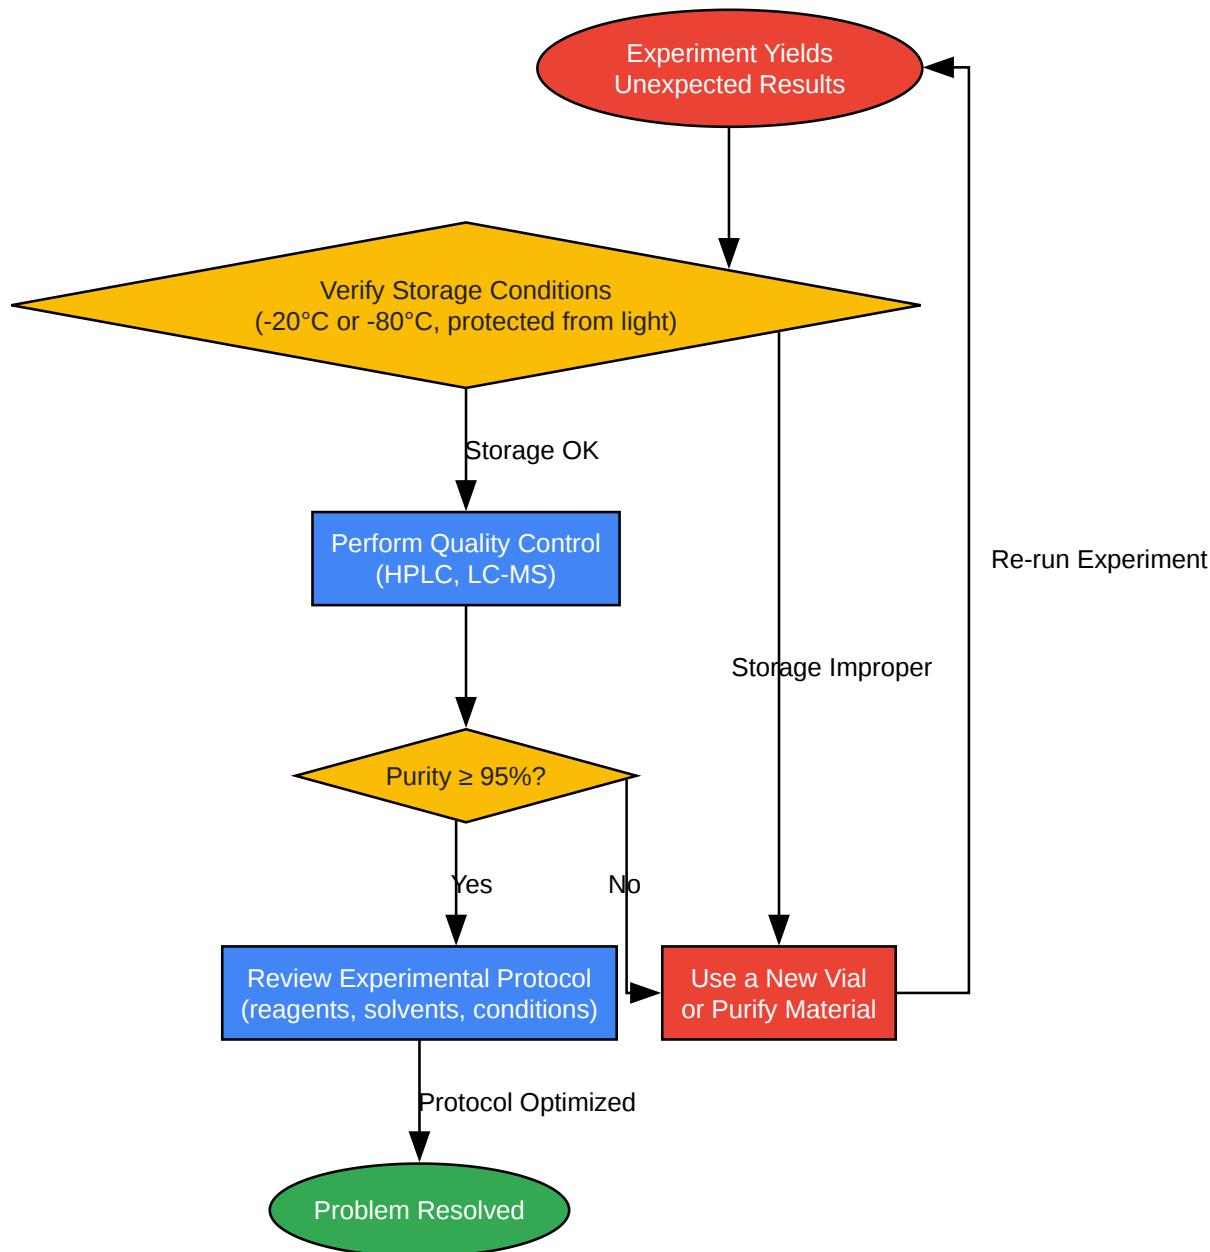 Experiment Yields
Unexpected Results
Verify Storage Conditions
(-20°C or -80°C, protected from light)
Storage OK
Perform Quality Control
(HPLC, LC-MS)
Re-run Experiment
Storage Improper
Purity ≥ 95%?
Yes
No
Review Experimental Protocol
(reagents, solvents, conditions)
Use a New Vial
or Purify Material
Protocol Optimized
Problem Resolved